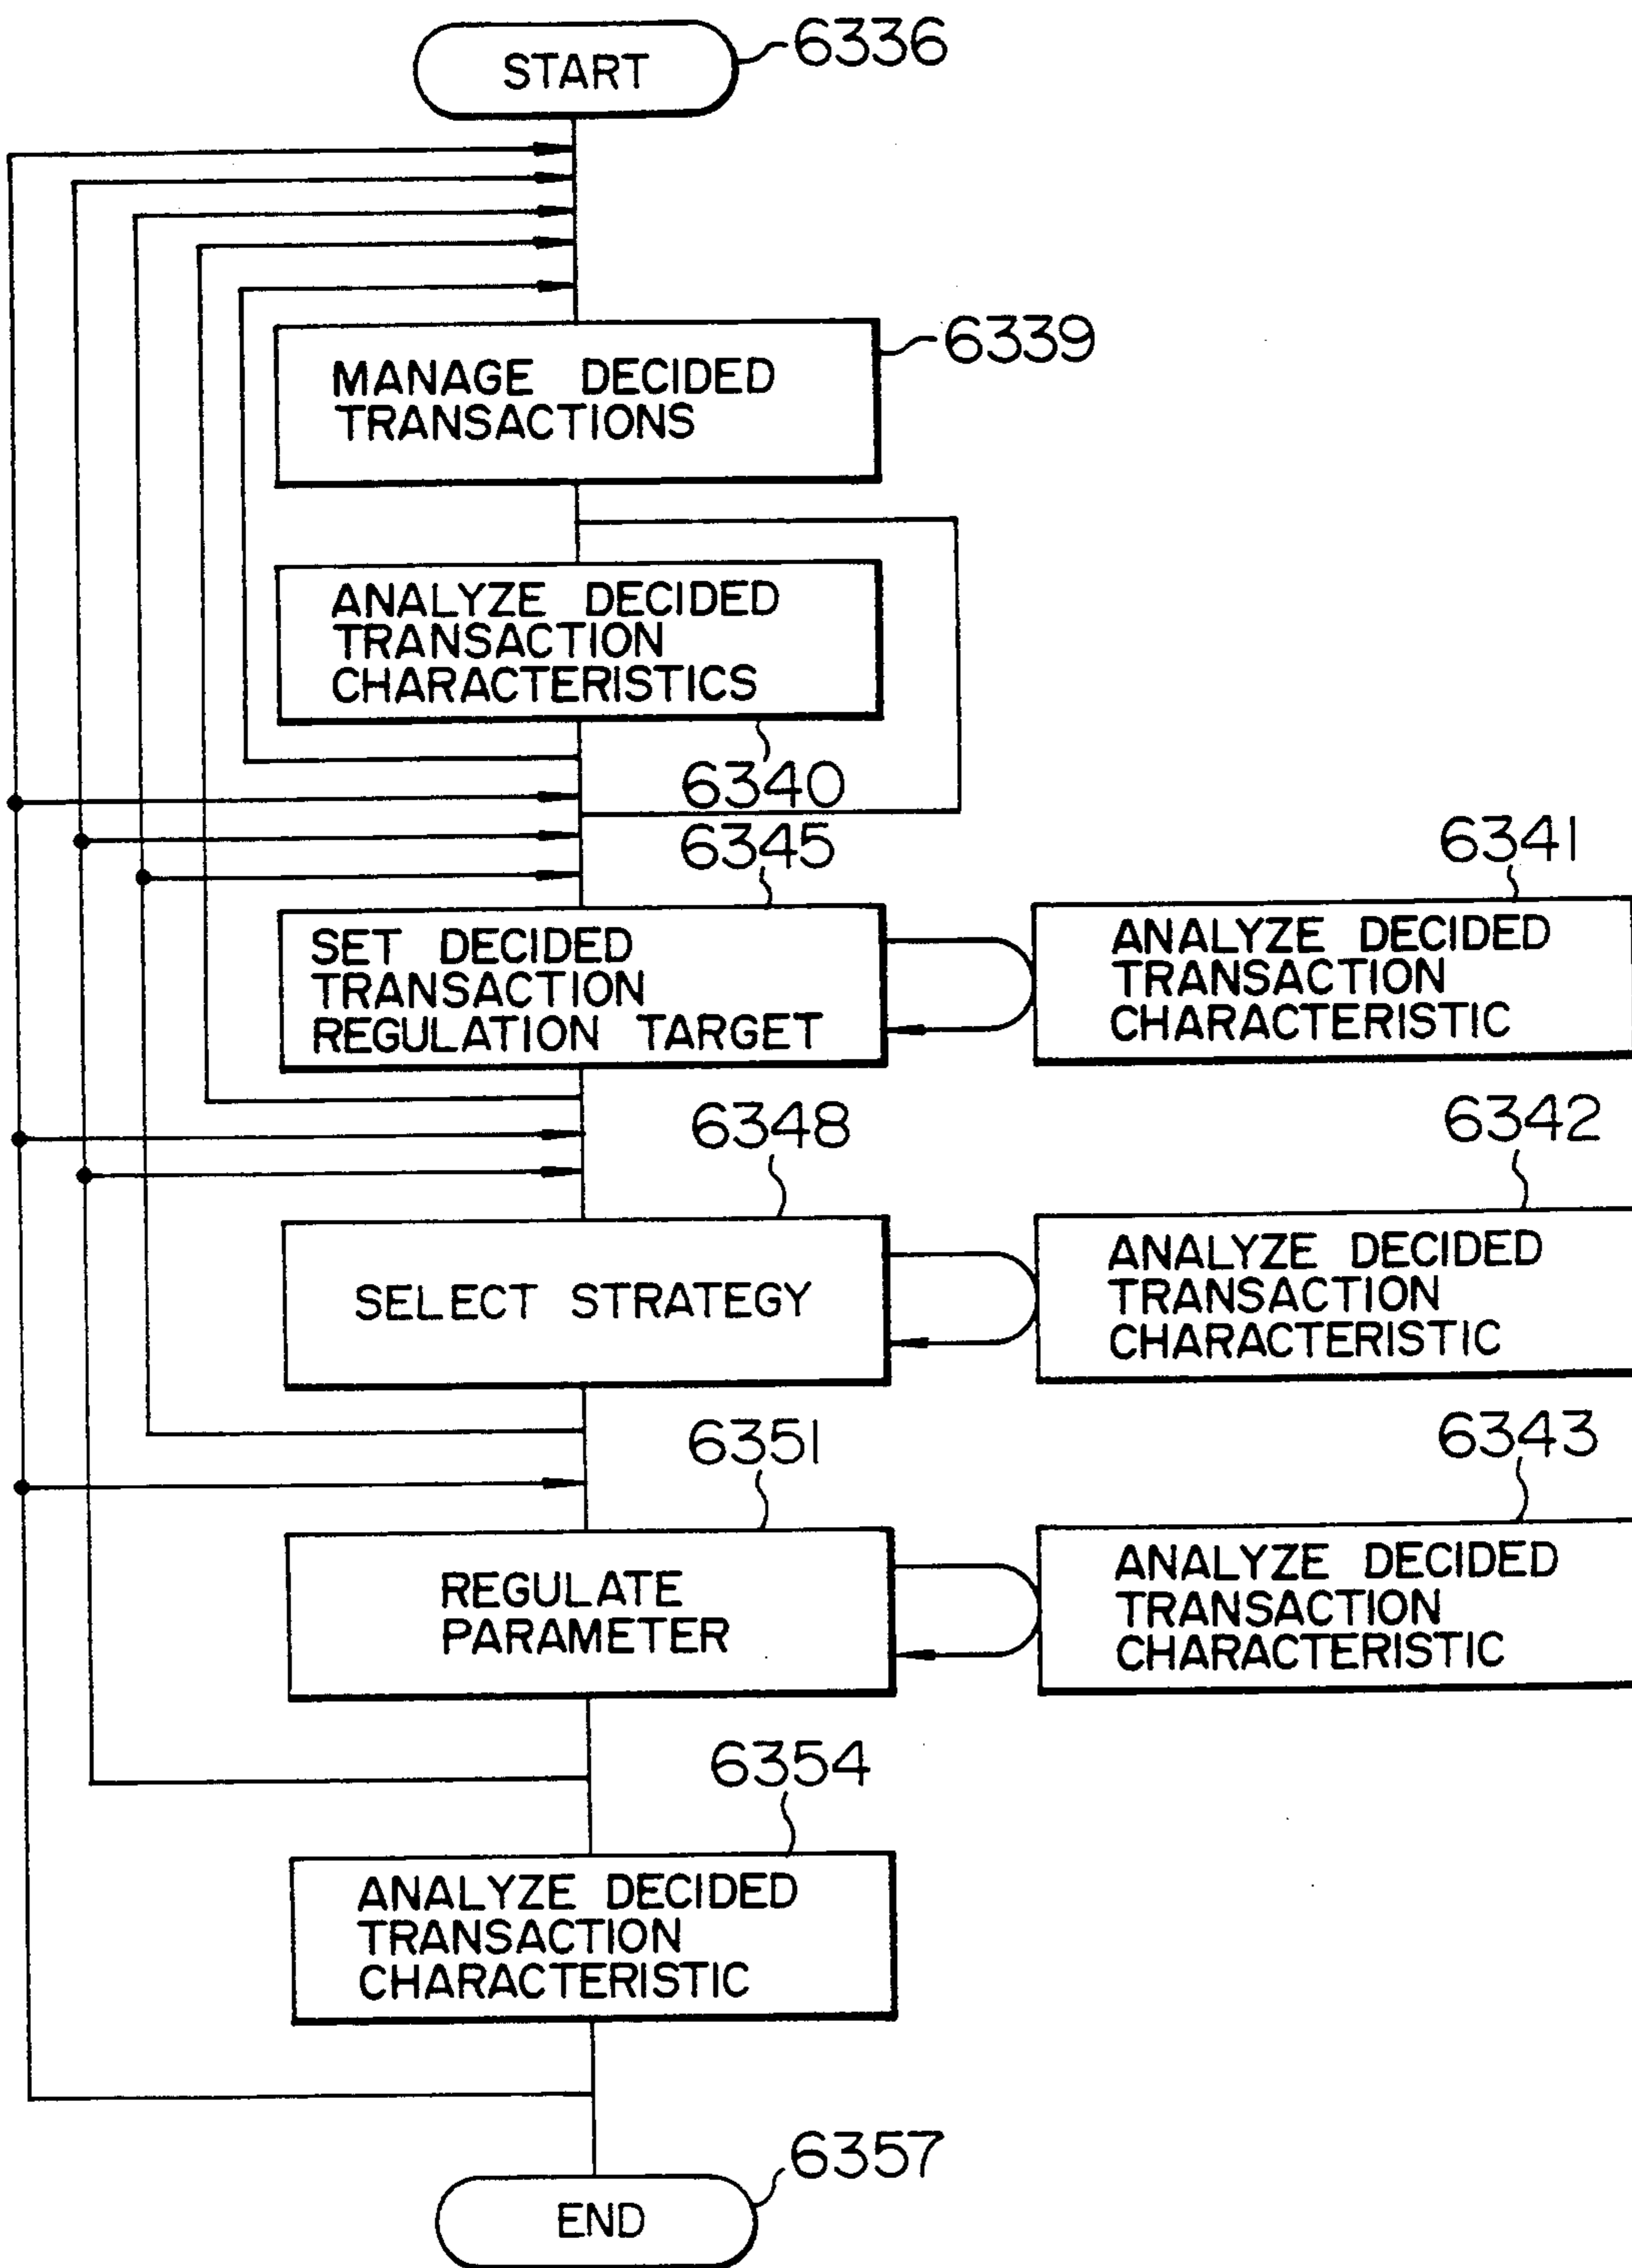 START
6336
MANAGE DECIDED
TRANSACTIONS
6339
ANALYZE DECIDED
TRANSACTION
CHARACTERISTICS
6340
6345
SET DECIDED
TRANSACTION
REGULATION TARGET
6341
ANALYZE DECIDED
TRANSACTION
CHARACTERISTIC
6348
SELECT STRATEGY
6342
ANALYZE DECIDED
TRANSACTION
CHARACTERISTIC
6351
REGULATE
PARAMETER
6343
ANALYZE DECIDED
TRANSACTION
CHARACTERISTIC
6354
ANALYZE DECIDED
TRANSACTION
CHARACTERISTIC
6357
END